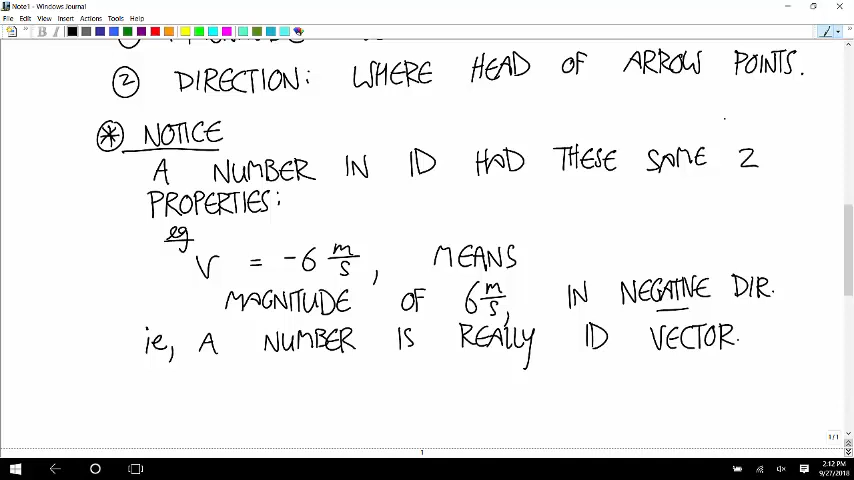 Note1 - Windows Journal
File Edit View Insert Actions Tools Help
② DIRECTION: WHERE HEAD OF ARROW POINTS.
⊛ NOTICE
A NUMBER IN 1D HAD THESE SAME 2
PROPERTIES:
eg
V = -6 m/s, MEANS
MAGNITUDE OF 6 m/s, IN NEGATIVE DIR.
ie, A NUMBER IS REALLY 1D VECTOR.
1/1
1
2:12 PM
9/27/2018